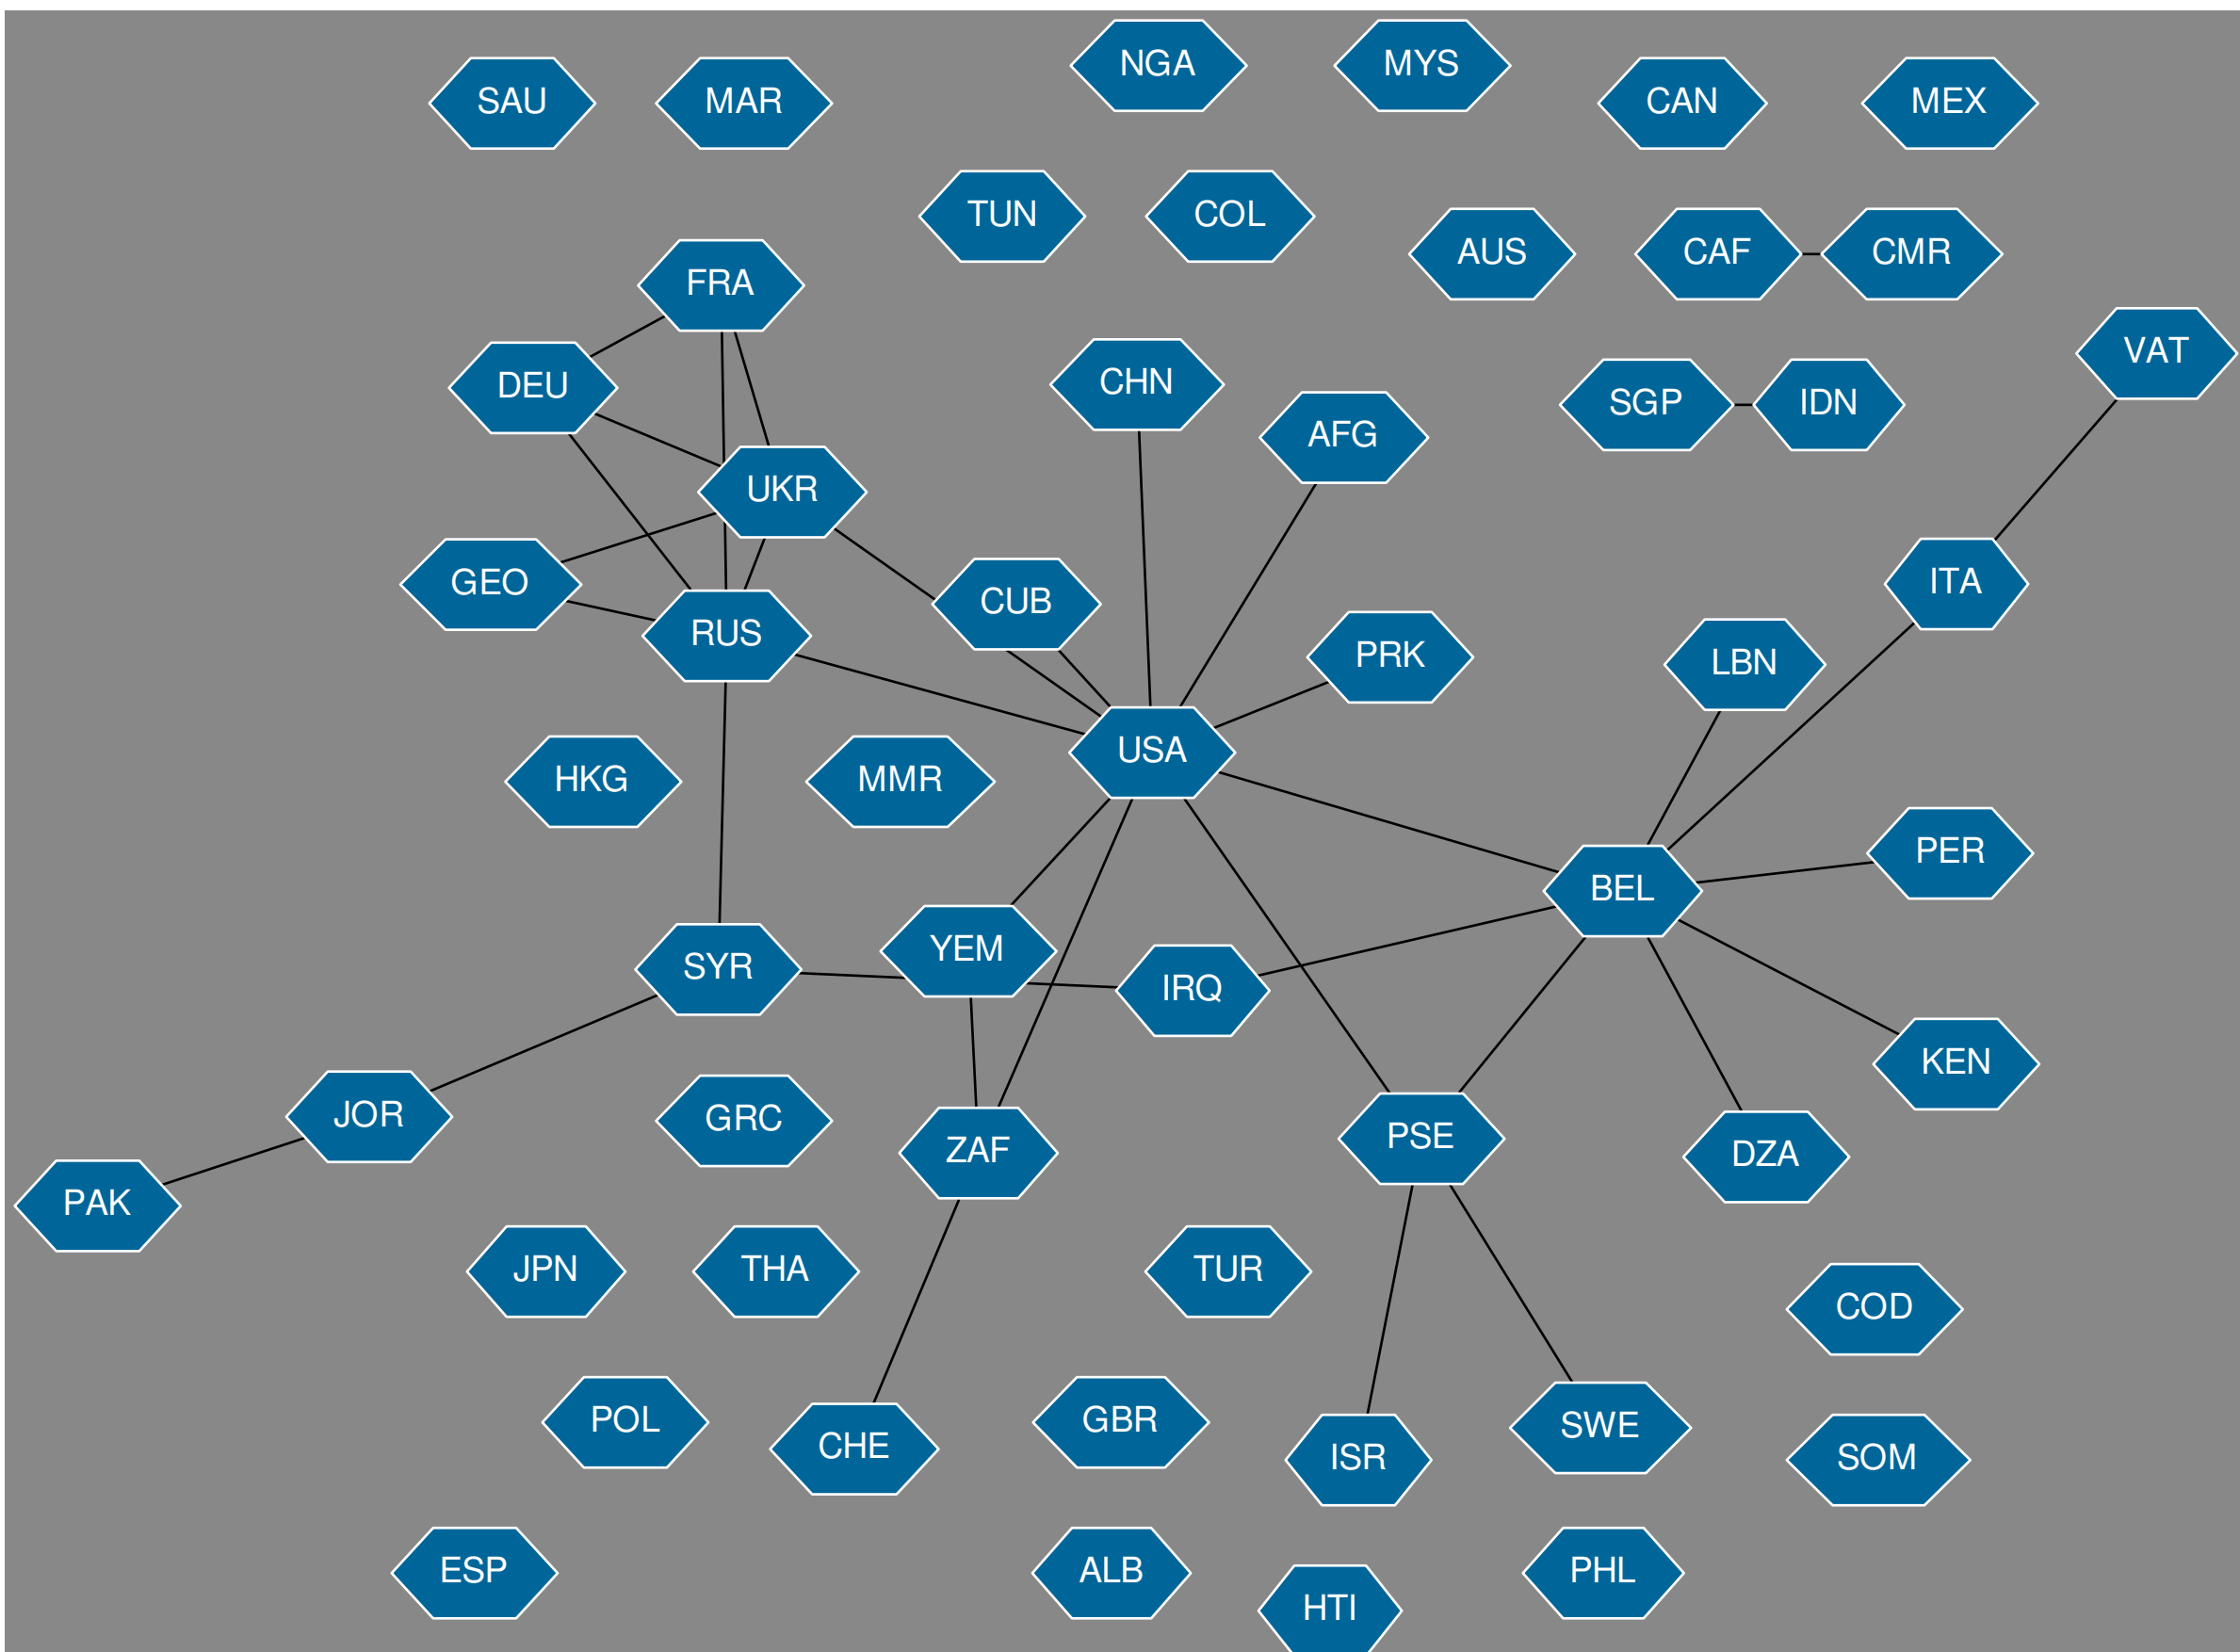 NGA
MYS
SAU
MAR
CAN
MEX
TUN
COL
AUS
CAF
CMR
FRA
VAT
DEU
CHN
SGP
IDN
AFG
UKR
GEO
CUB
ITA
RUS
PRK
LBN
USA
HKG
MMR
PER
BEL
YEM
SYR
IRQ
KEN
JOR
GRC
ZAF
PSE
DZA
PAK
JPN
THA
TUR
COD
POL
CHE
GBR
SWE
ISR
SOM
ESP
ALB
PHL
HTI